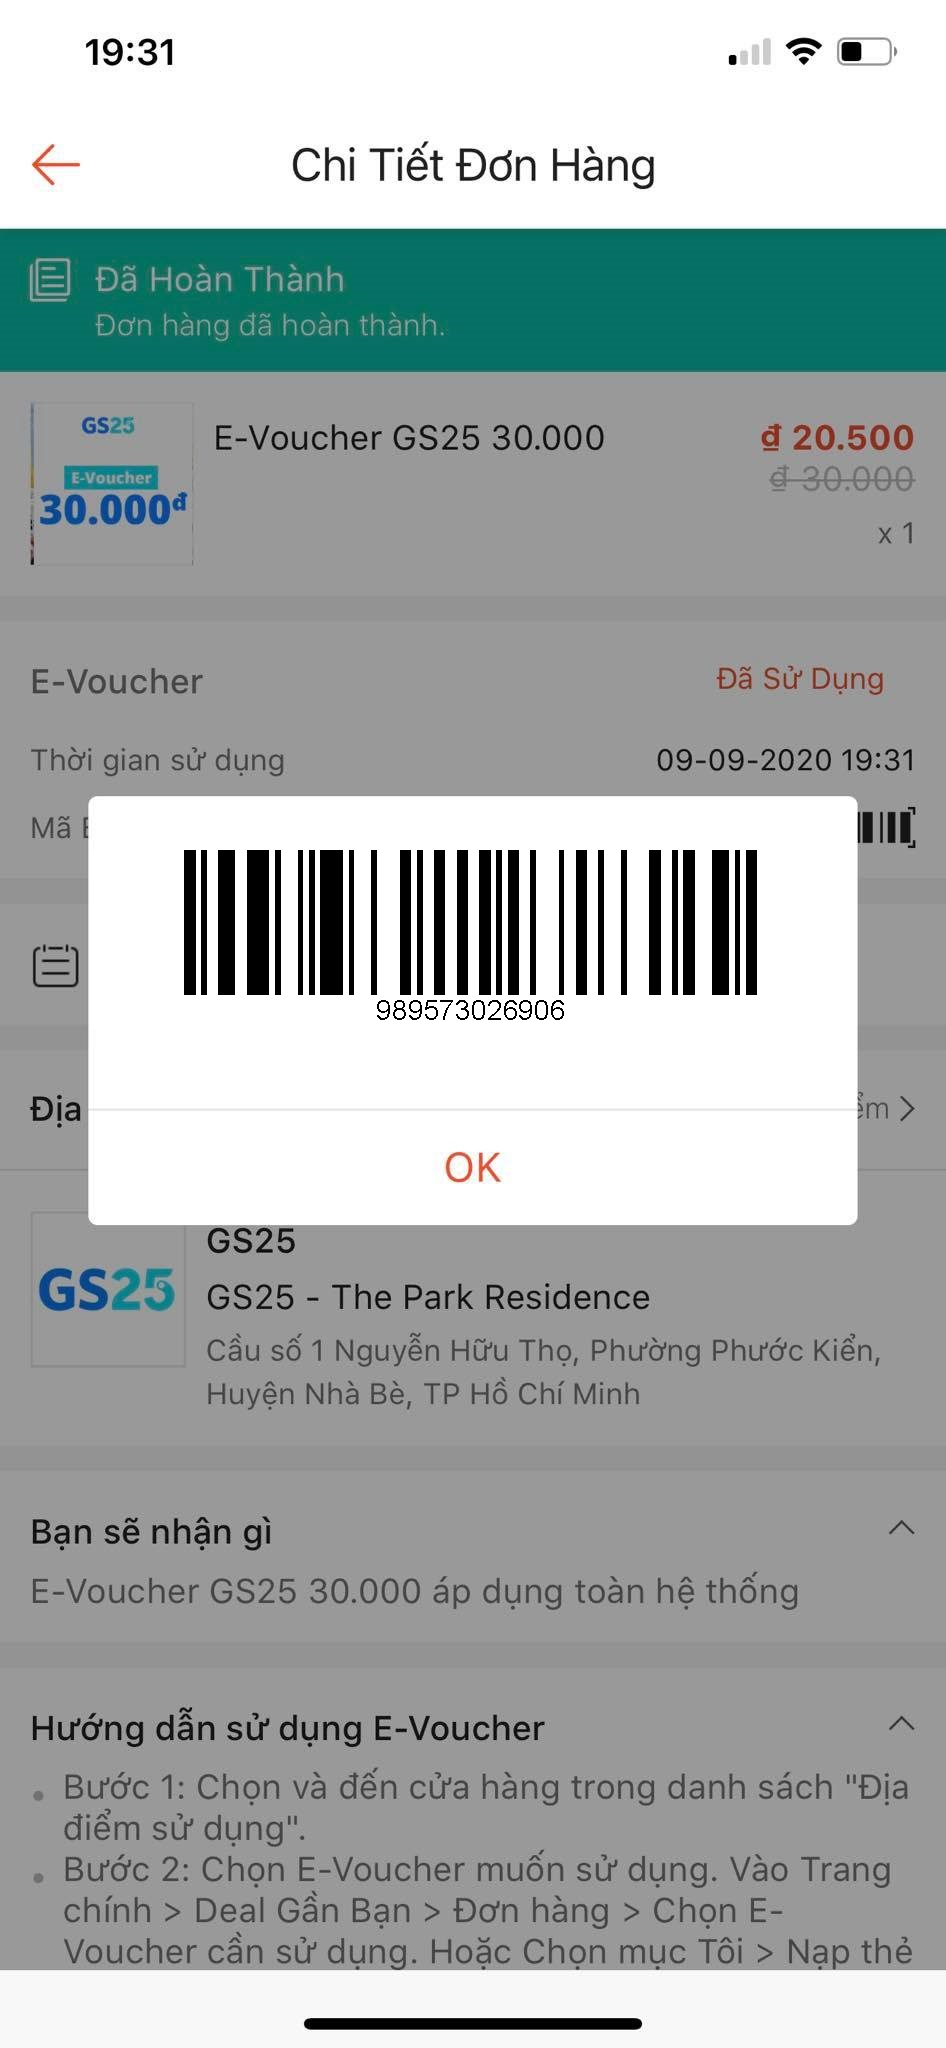 19:31
Chi Tiết Đơn Hàng
Đã Hoàn Thành
Đơn hàng đã hoàn thành.
GS25
E-Voucher
30.000đ
E-Voucher GS25 30.000
₫ 20.500
₫ 30.000
x 1
E-Voucher
Đã Sử Dụng
Thời gian sử dụng
09-09-2020 19:31
Mã
989573026906
Địa
OK
GS25
GS25
GS25 - The Park Residence
Cầu số 1 Nguyễn Hữu Thọ, Phường Phước Kiển,
Huyện Nhà Bè, TP Hồ Chí Minh
Bạn sẽ nhận gì
E-Voucher GS25 30.000 áp dụng toàn hệ thống
Hướng dẫn sử dụng E-Voucher
Bước 1: Chọn và đến cửa hàng trong danh sách "Địa
điểm sử dụng".
Bước 2: Chọn E-Voucher muốn sử dụng. Vào Trang
chính > Deal Gần Bạn > Đơn hàng > Chọn E-
Voucher cần sử dụng. Hoặc Chọn mục Tôi > Nạp thẻ